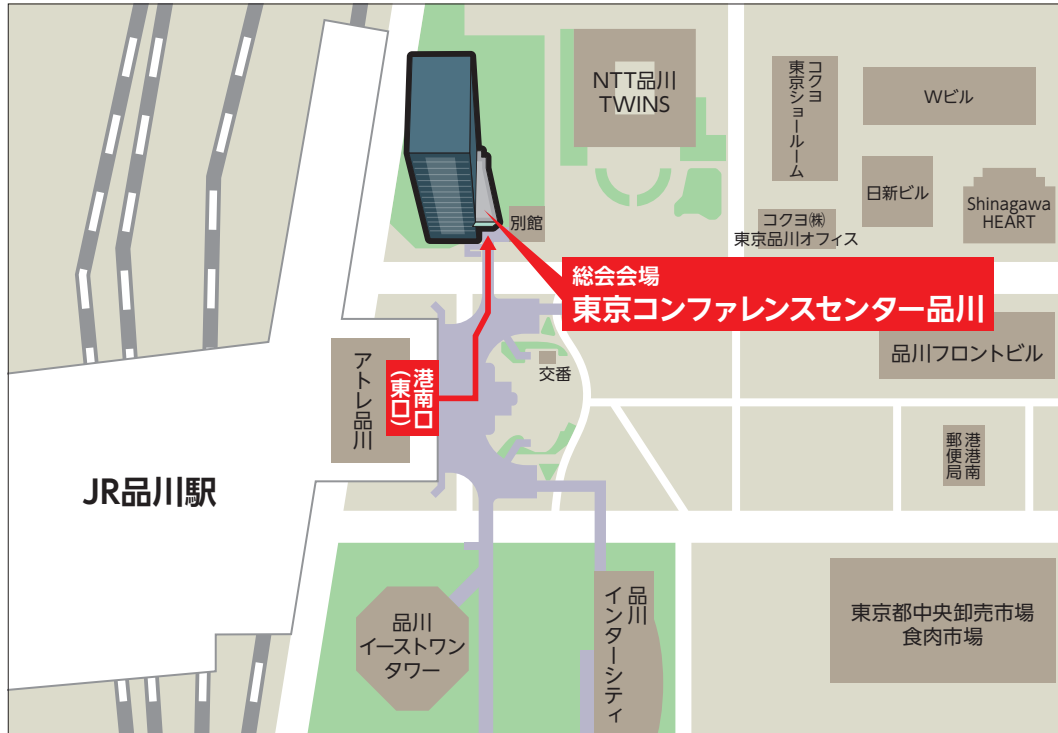 NTT品川
TWINS
コクヨ
東京ショールーム
Wビル
日新ビル
Shinagawa
HEART
コクヨ㈱
東京品川オフィス
別館
総会会場
東京コンファレンスセンター品川
品川フロントビル
アトレ品川
港南口
(東口)
交番
港港南
郵便局
JR品川駅
品川
イーストワン
タワー
品川
インターシティ
東京都中央卸売市場
食肉市場